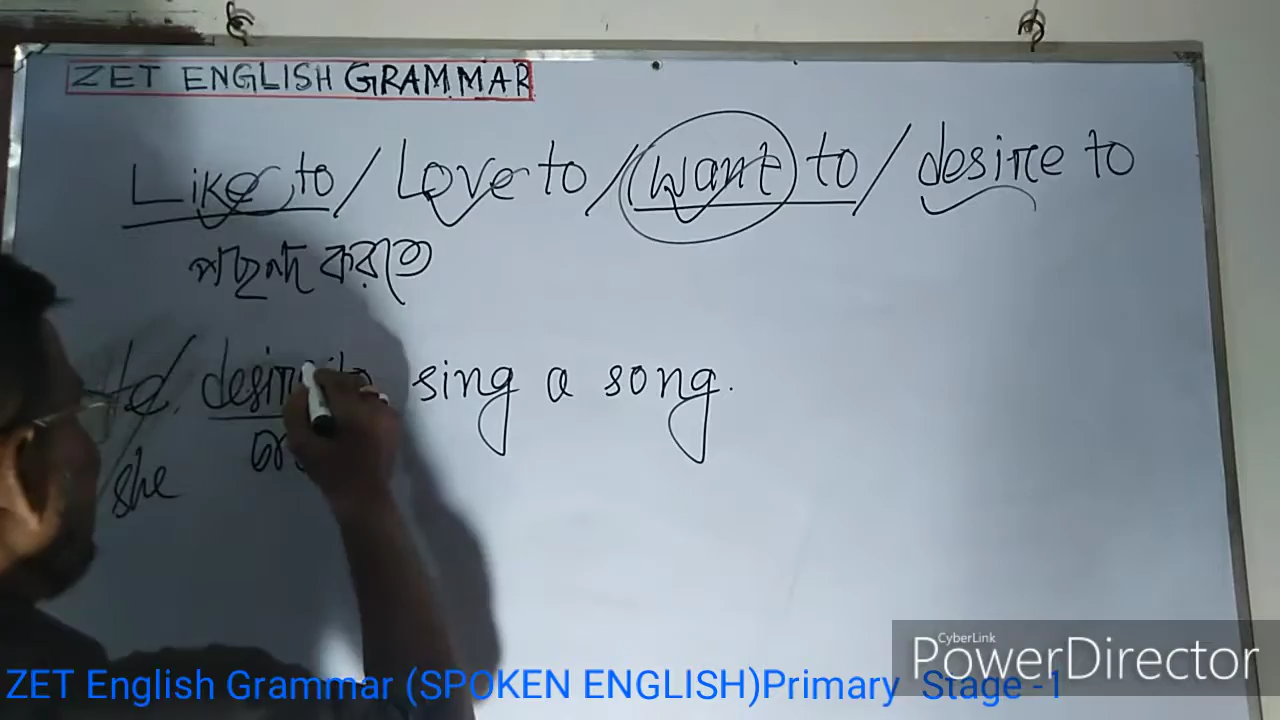 ZET ENGLISH GRAMMAR
Like to / Love to / want to / desire to
পছন্দ করতে
desire to sing a song.
she
CyberLink
PowerDirector
ZET English Grammar (SPOKEN ENGLISH)Primary Stage -1